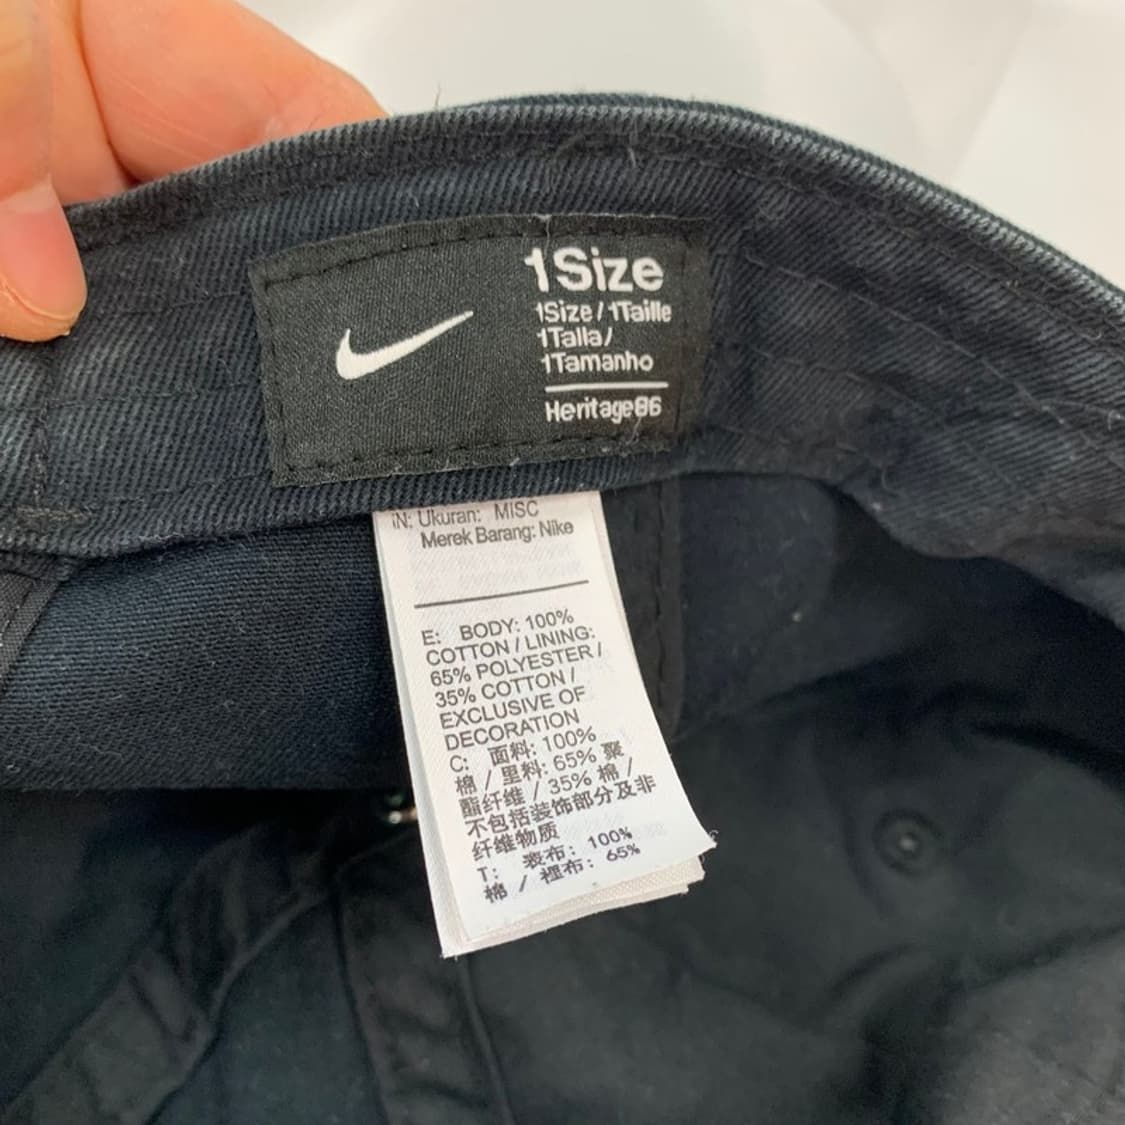 1Size
1Size / 1Taille
1Talla/
1Tamanho
Heritage86
iN: Ukuran: MISC
Merek Barang: Nike
E: BODY: 100%
COTTON / LINING:
65% POLYESTER /
35% COTTON /
EXCLUSIVE OF
DECORATION
C: 面料: 100%
棉 / 里料: 65% 聚
酯纤维 / 35% 棉 /
不包括装饰部分及非
纤维物质
T: 表布: 100%
棉 / 裡布: 65%